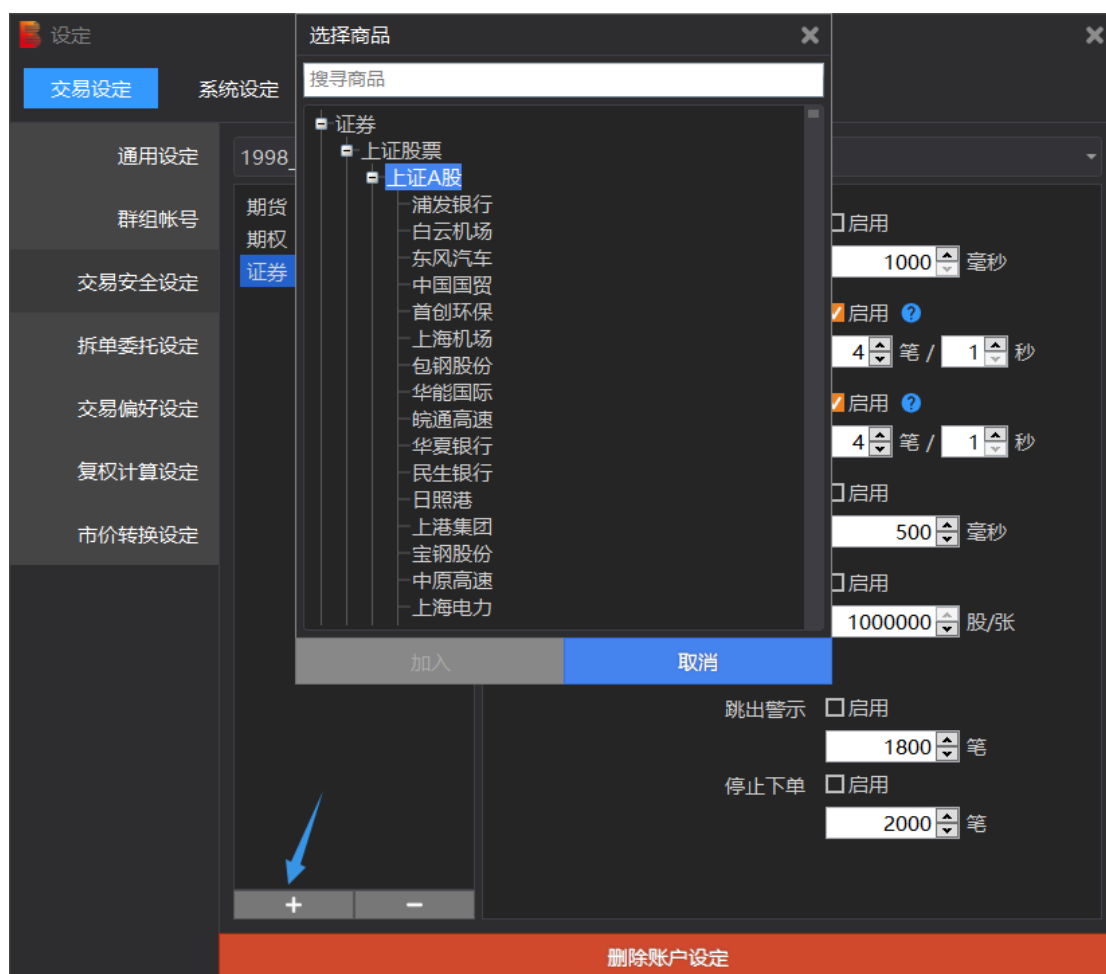 设定
交易设定
系统设定
通用设定
群组帐号
交易安全设定
拆单委托设定
交易偏好设定
复权计算设定
市价转换设定
1998_
期货
期权
证券
选择商品
搜寻商品
证券
上证股票
上证A股
浦发银行
白云机场
东风汽车
中国国贸
首创环保
上海机场
包钢股份
华能国际
皖通高速
华夏银行
民生银行
日照港
上港集团
宝钢股份
中原高速
上海电力
加入
取消
启用
1000 毫秒
启用 ?
4 笔 / 1 秒
启用 ?
4 笔 / 1 秒
启用
500 毫秒
启用
1000000 股/张
跳出警示 启用
1800 笔
停止下单 启用
2000 笔
+ −
删除账户设定